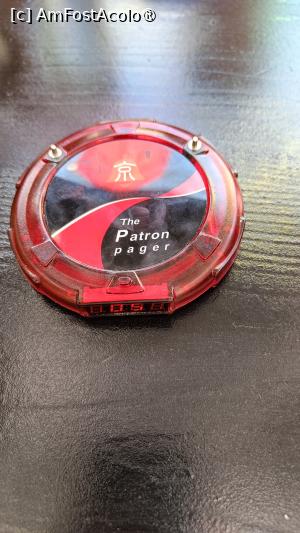 [c] AmFostAcolo®
京
The
Patron
pager